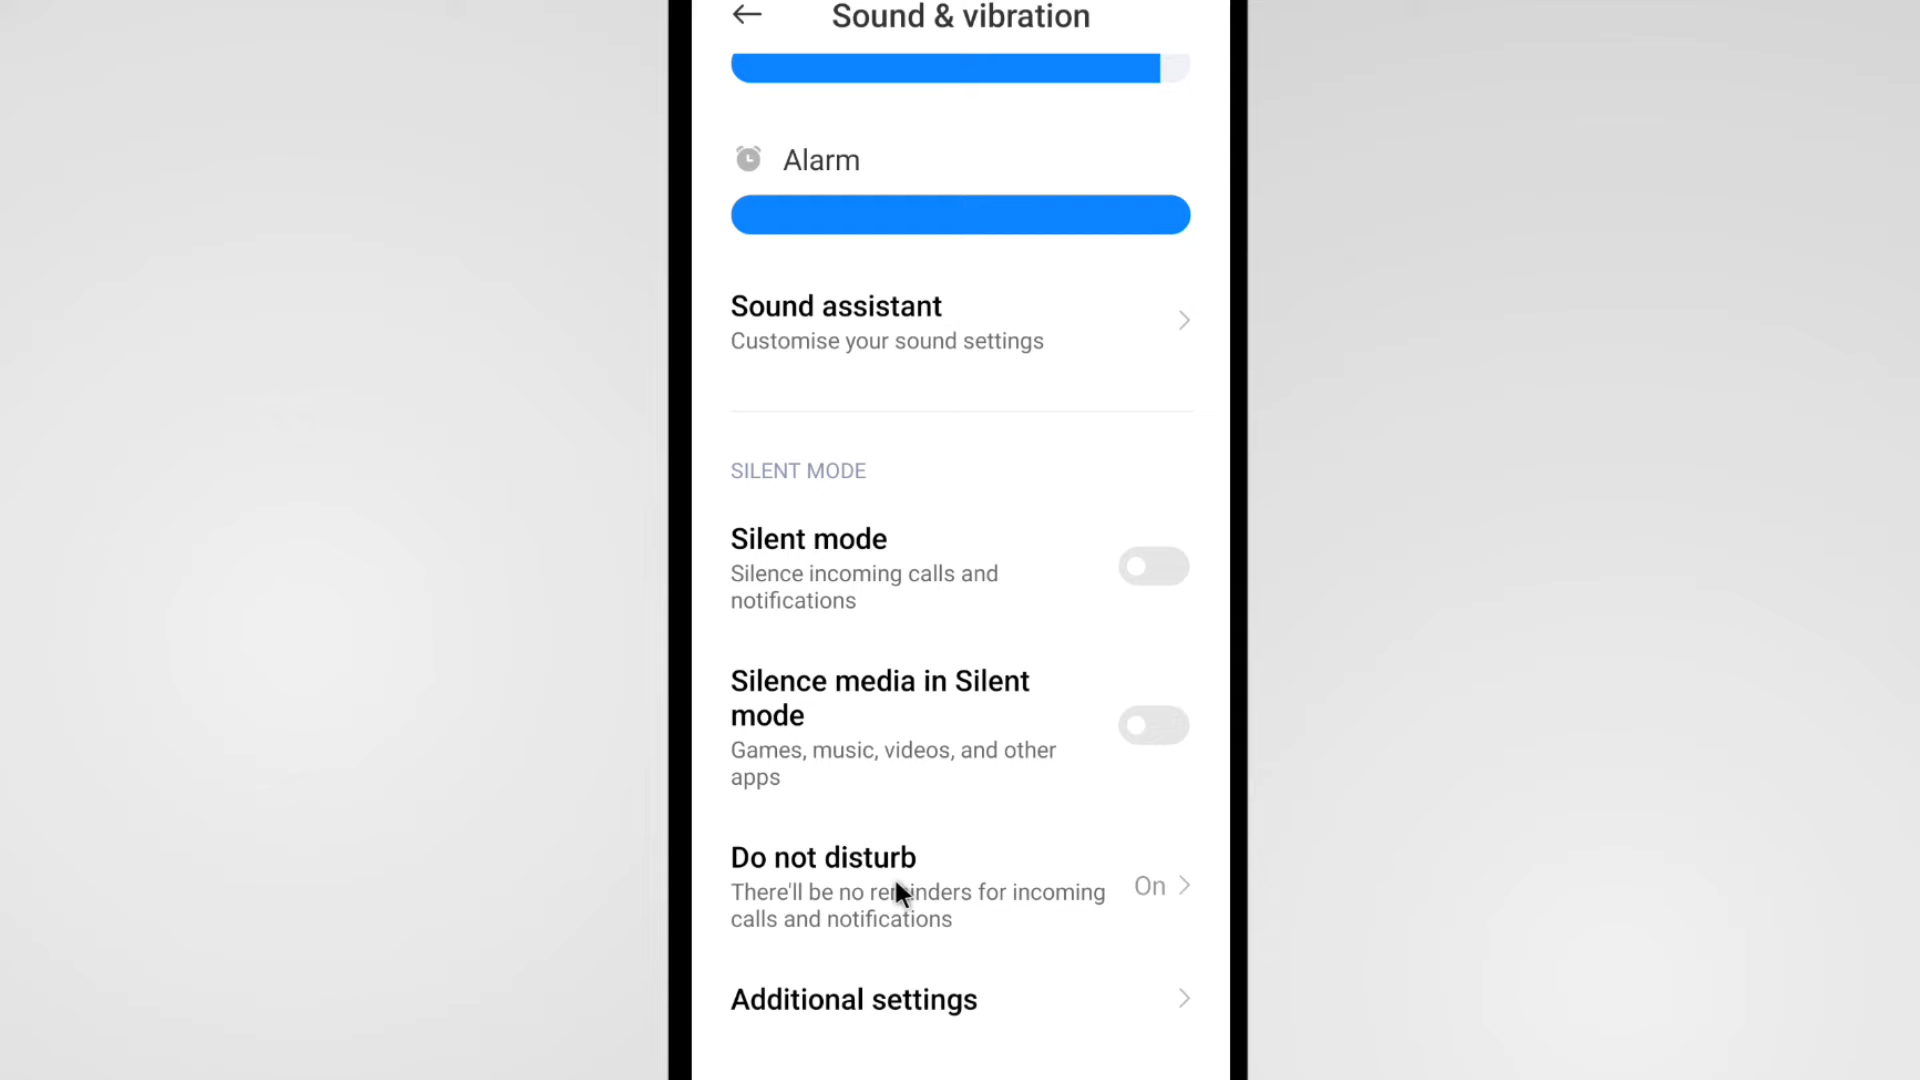 Sound & vibration
Alarm
Sound assistant
Customise your sound settings
SILENT MODE
Silent mode
Silence incoming calls and
notifications
Silence media in Silent
mode
Games, music, videos, and other
apps
Do not disturb
There'll be no reminders for incoming
calls and notifications
On
Additional settings